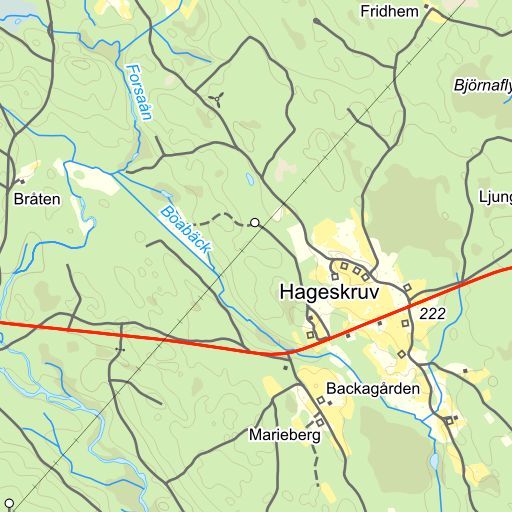 Fridhem
Forsaån
Björnafly
Bråten
Ljung
Boabäck
Hageskruv
222
Backagården
Marieberg